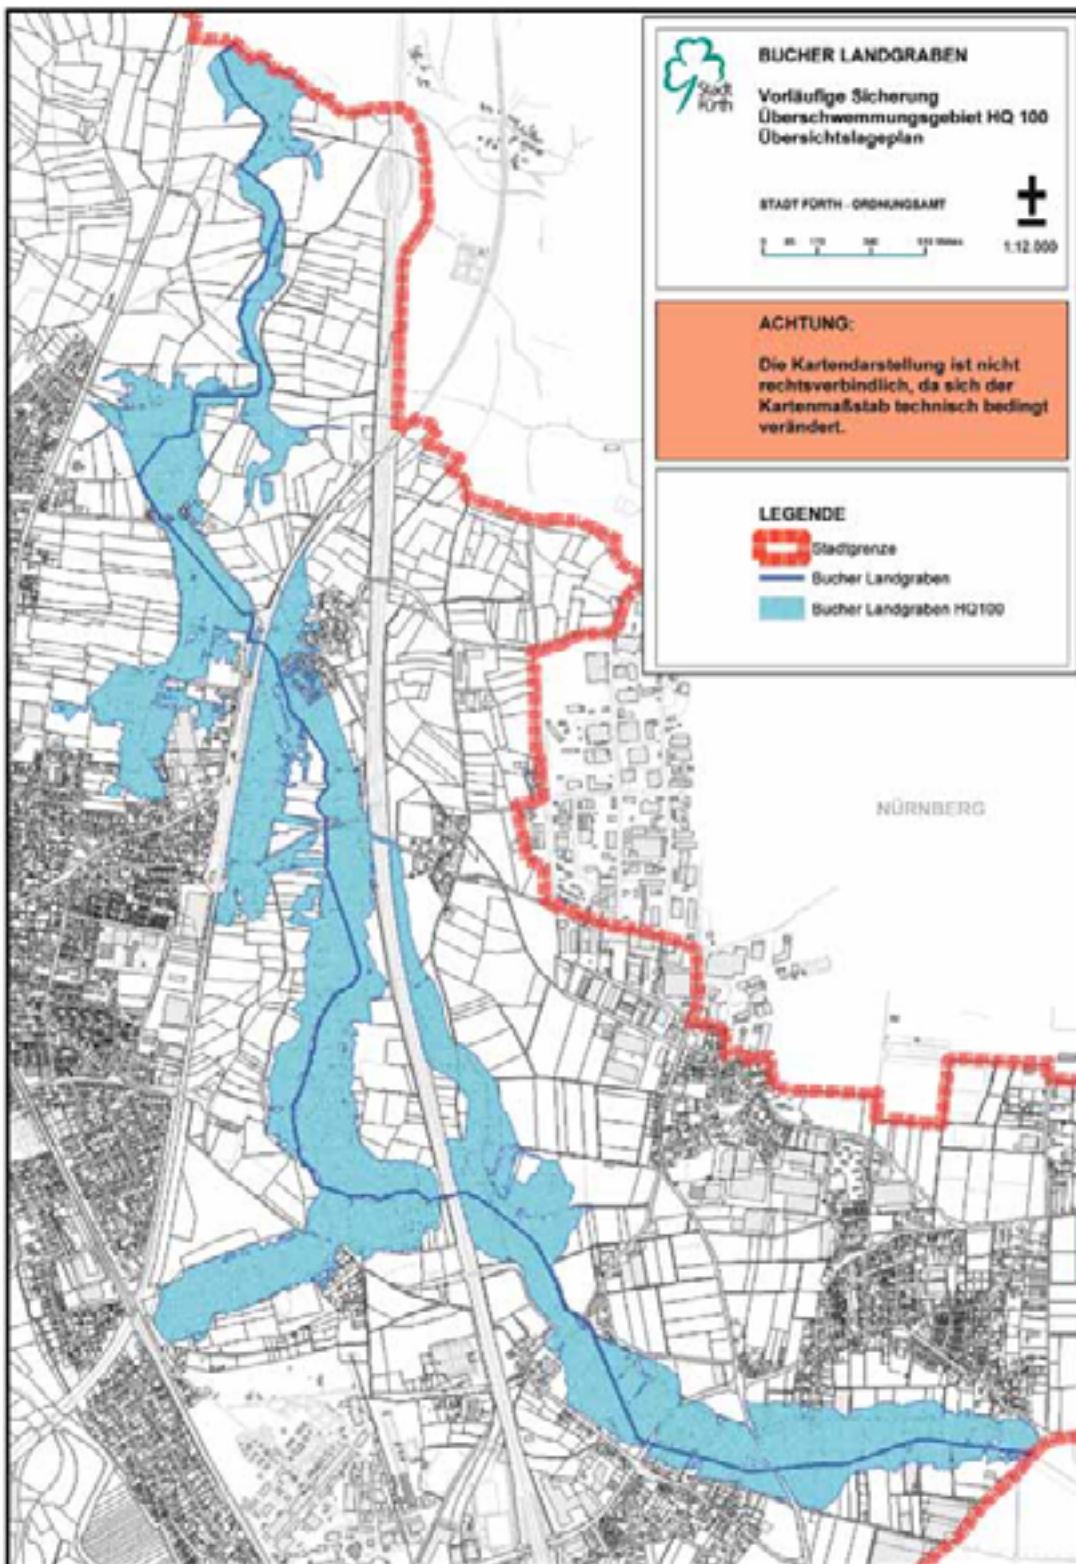 Stadt
Fürth
BUCHER LANDGRABEN
Vorläufige Sicherung
Überschwemmungsgebiet HQ 100
Übersichtslageplan
STADT FÜRTH - ORDNUNGSAMT
1:12.000
ACHTUNG:
Die Kartendarstellung ist nicht
rechtsverbindlich, da sich der
Kartenmaßstab technisch bedingt
verändert.
LEGENDE
Stadtgrenze
Bucher Landgraben
Bucher Landgraben HQ100
NÜRNBERG